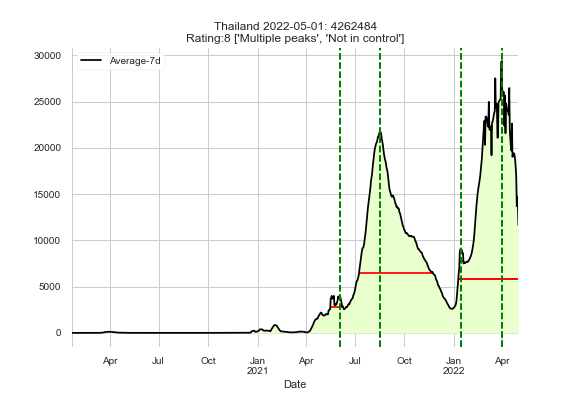 Thailand 2022-05-01: 4262484
Rating:8 ['Multiple peaks', 'Not in control']
Average-7d
30000
25000
20000
15000
10000
5000
0
Apr Jul Oct Jan Apr Jul Oct Jan Apr
2021 2022
Date